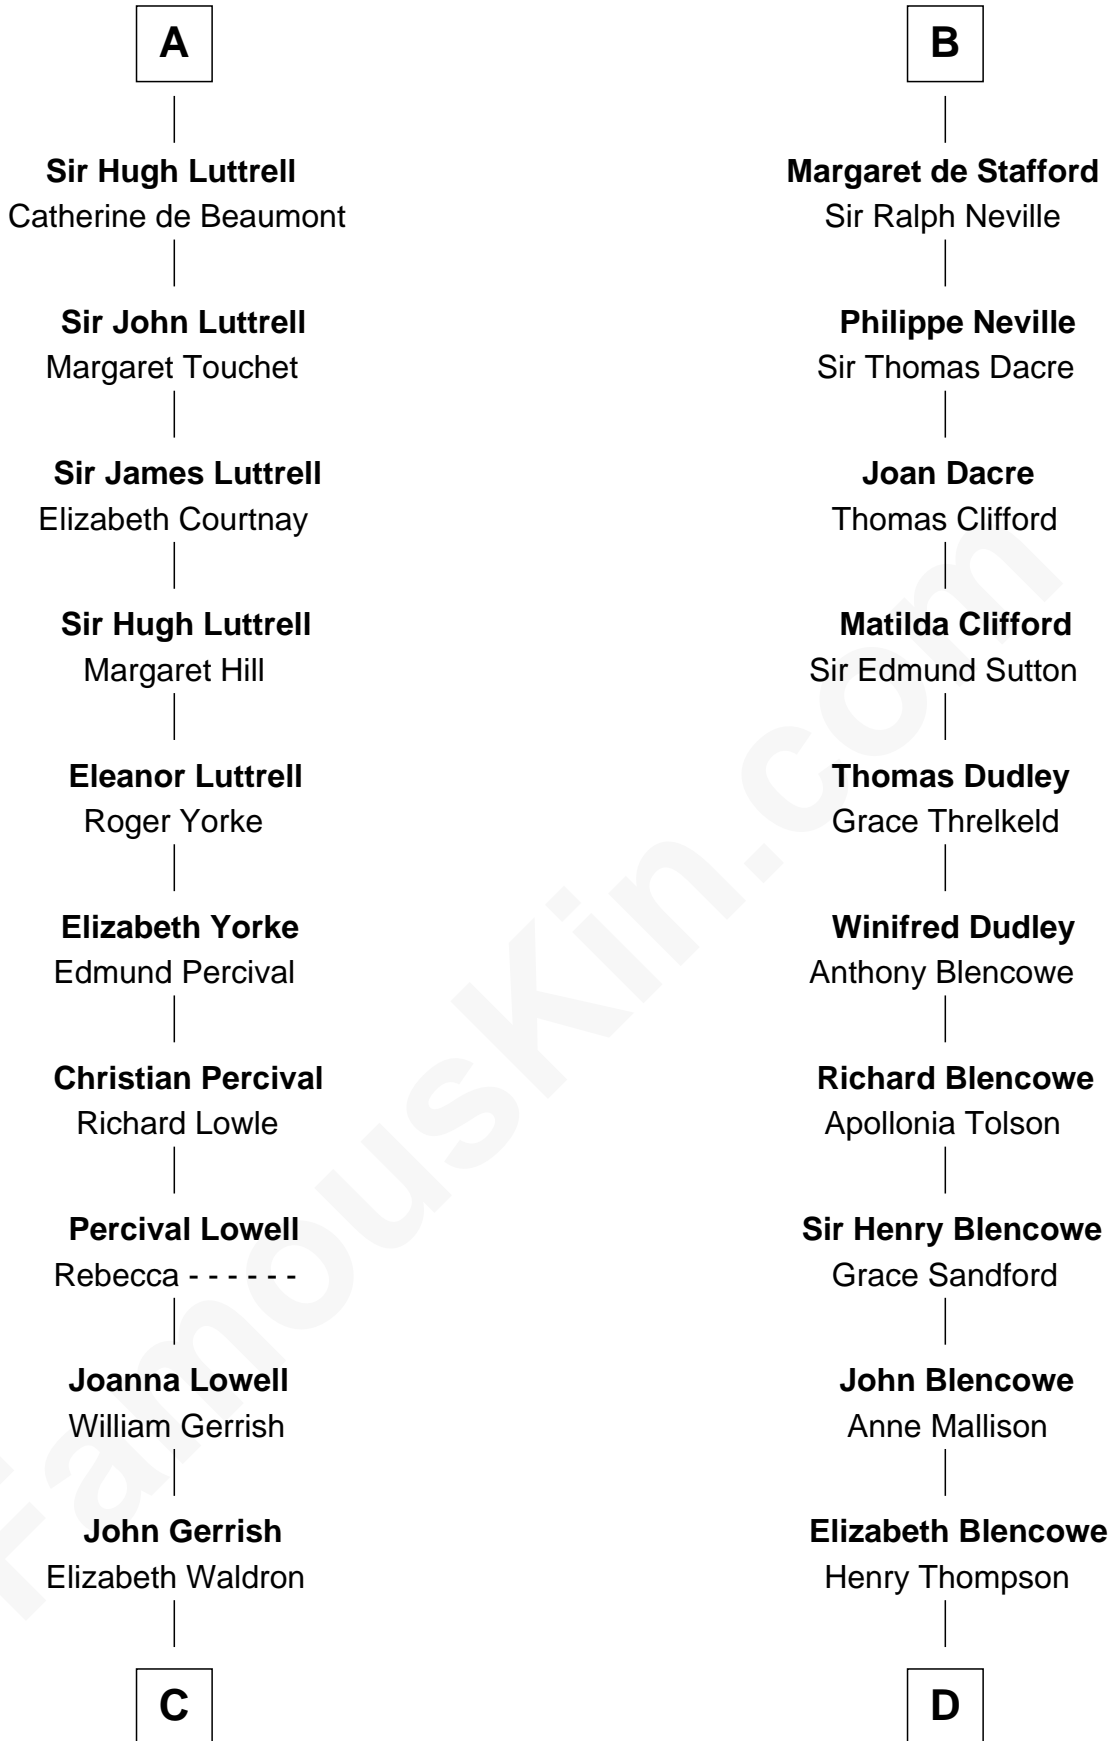 A
Sir Hugh Luttrell
Catherine de Beaumont
Sir John Luttrell
Margaret Touchet
Sir James Luttrell
Elizabeth Courtnay
Sir Hugh Luttrell
Margaret Hill
Eleanor Luttrell
Roger Yorke
Elizabeth Yorke
Edmund Percival
Christian Percival
Richard Lowle
Percival Lowell
Rebecca - - - - - -
Joanna Lowell
William Gerrish
John Gerrish
Elizabeth Waldron
C
B
Margaret de Stafford
Sir Ralph Neville
Philippe Neville
Sir Thomas Dacre
Joan Dacre
Thomas Clifford
Matilda Clifford
Sir Edmund Sutton
Thomas Dudley
Grace Threlkeld
Winifred Dudley
Anthony Blencowe
Richard Blencowe
Apollonia Tolson
Sir Henry Blencowe
Grace Sandford
John Blencowe
Anne Mallison
Elizabeth Blencowe
Henry Thompson
D
FamousKin.com